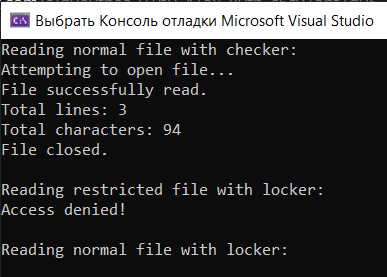 Выбрать Консоль отладки Microsoft Visual Studio
Reading normal file with checker:
Attempting to open file...
File successfully read.
Total lines: 3
Total characters: 94
File closed.
Reading restricted file with locker:
Access denied!
Reading normal file with locker: